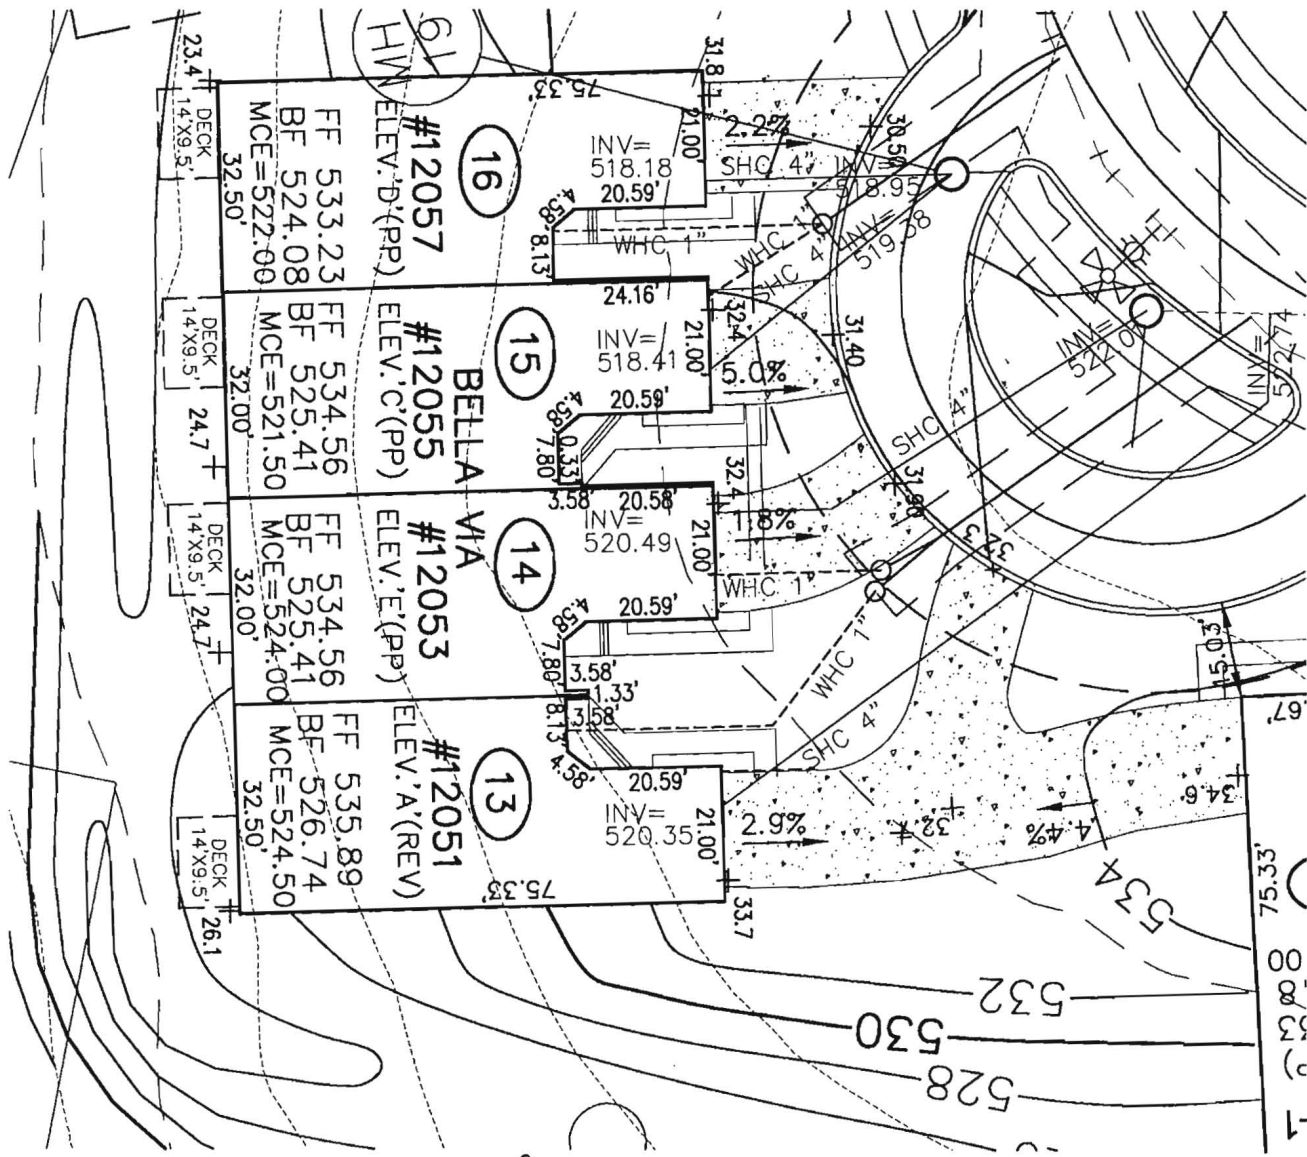 16
MH
23.4
DECK
14'X9.5'
FF 533.23
BF 524.08
MCE=522.00
32.50'
#12057
ELEV.'D'(PP)
16
75.33'
31.8
21.00'
INV=
518.18
20.59'
4.58'
8.13'
2.2%
SHC 4"
INV=
518.95
30.50
WHC 1"
WHC 1"
SHC 4"
INV=
519.38
24.16'
DECK
14'X9.5'
FF 534.56
BF 525.41
MCE=521.50
32.00'
24.7
#12055
ELEV.'C'(PP)
15
INV=
518.41
21.00'
32.4
5.0%
31.40
20.59'
4.58'
0.33'
7.80'
BELLA VIA
SHC 4"
INV=
INV=
3.58'
20.58'
32.4
INV=
520.49
1.8%
31.90
DECK
14'X9.5'
FF 534.56
BF 525.41
MCE=524.00
32.00'
24.7
#12053
ELEV.'E'(PP)
14
21.00'
WHC 1"
32.3
20.59'
4.58'
7.80'
3.58'
1.33'
3.58'
8.13'
4.58'
WHC 1"
SHC 4"
15.03'
67'
DECK
14'X9.5'
FF 535.89
BF 526.74
MCE=524.50
32.50'
26.1
#12051
ELEV.'A'(REV)
13
20.59'
INV=
520.35
21.00'
75.33'
33.7
32
4.4%
34.6
75.33'
534
532
530
528